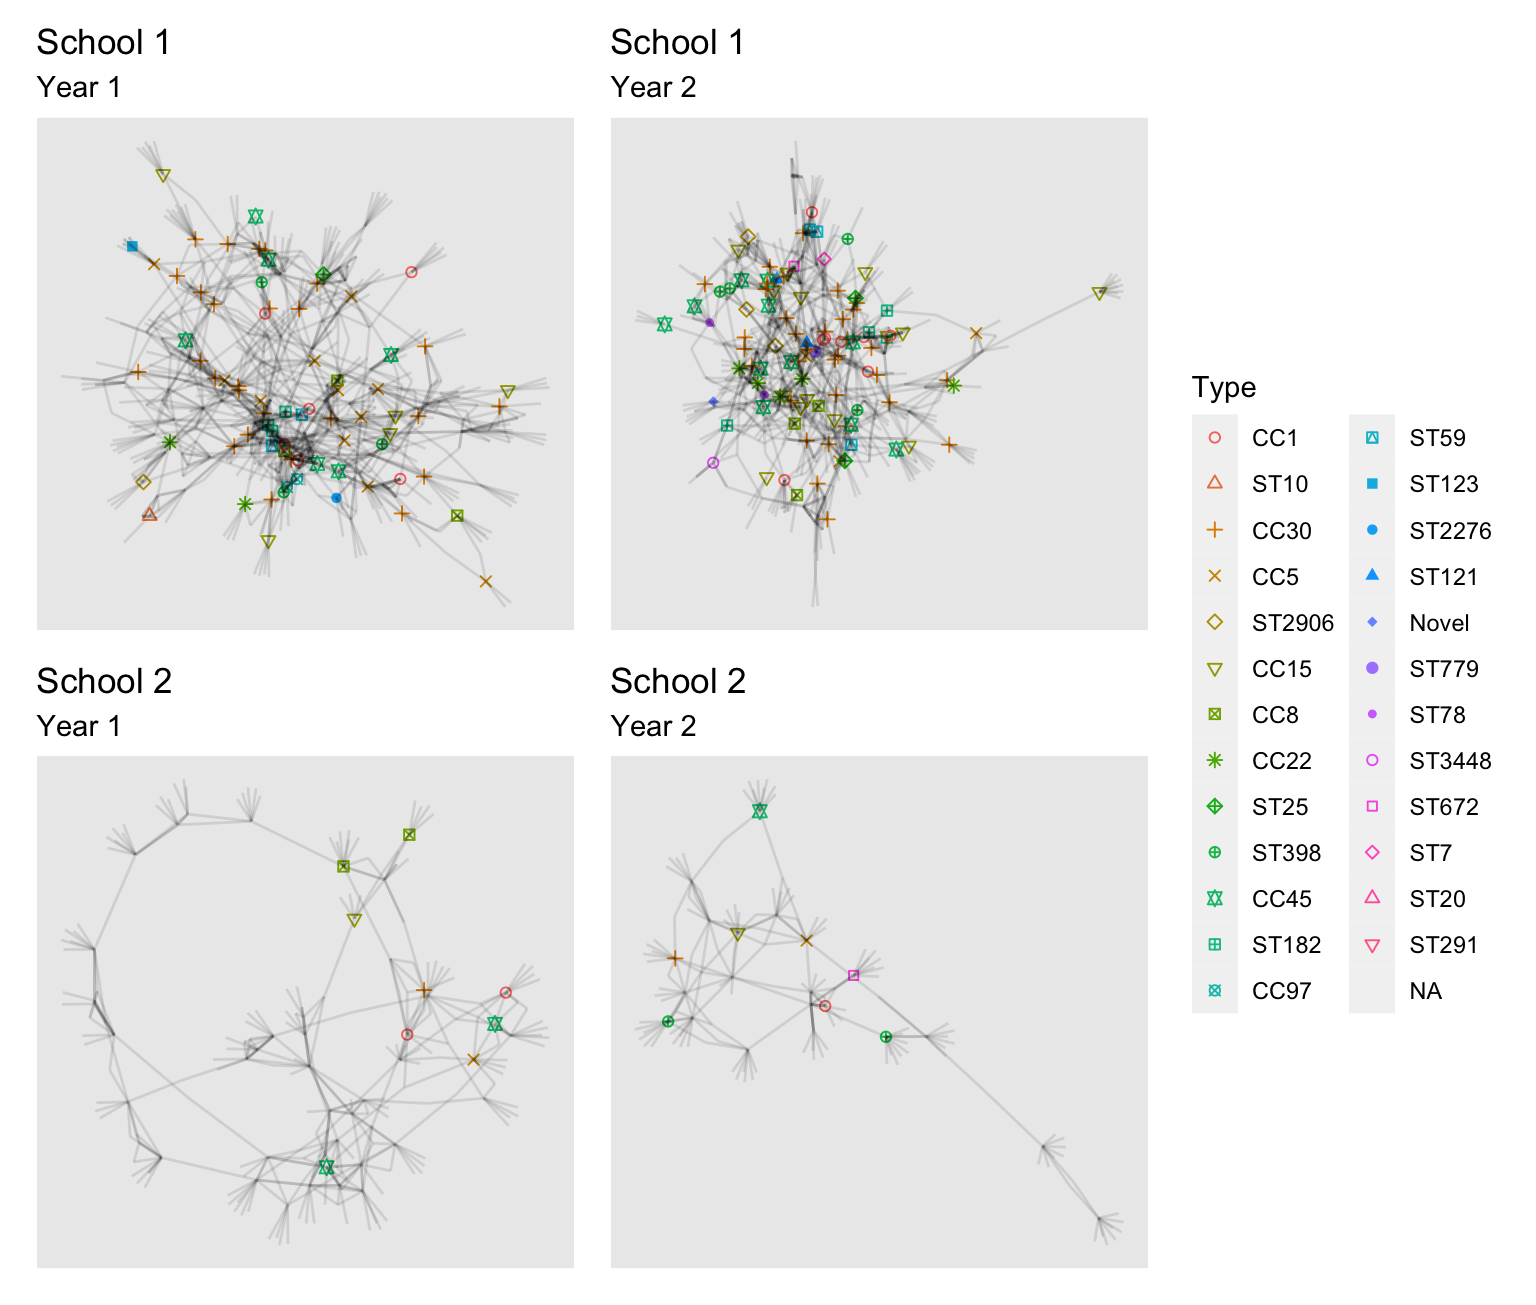 School 1
Year 1
School 1
Year 2
School 2
Year 1
School 2
Year 2
Type
CC1
ST10
CC30
CC5
ST2906
CC15
CC8
CC22
ST25
ST398
CC45
ST182
CC97
ST59
ST123
ST2276
ST121
Novel
ST779
ST78
ST3448
ST672
ST7
ST20
ST291
NA